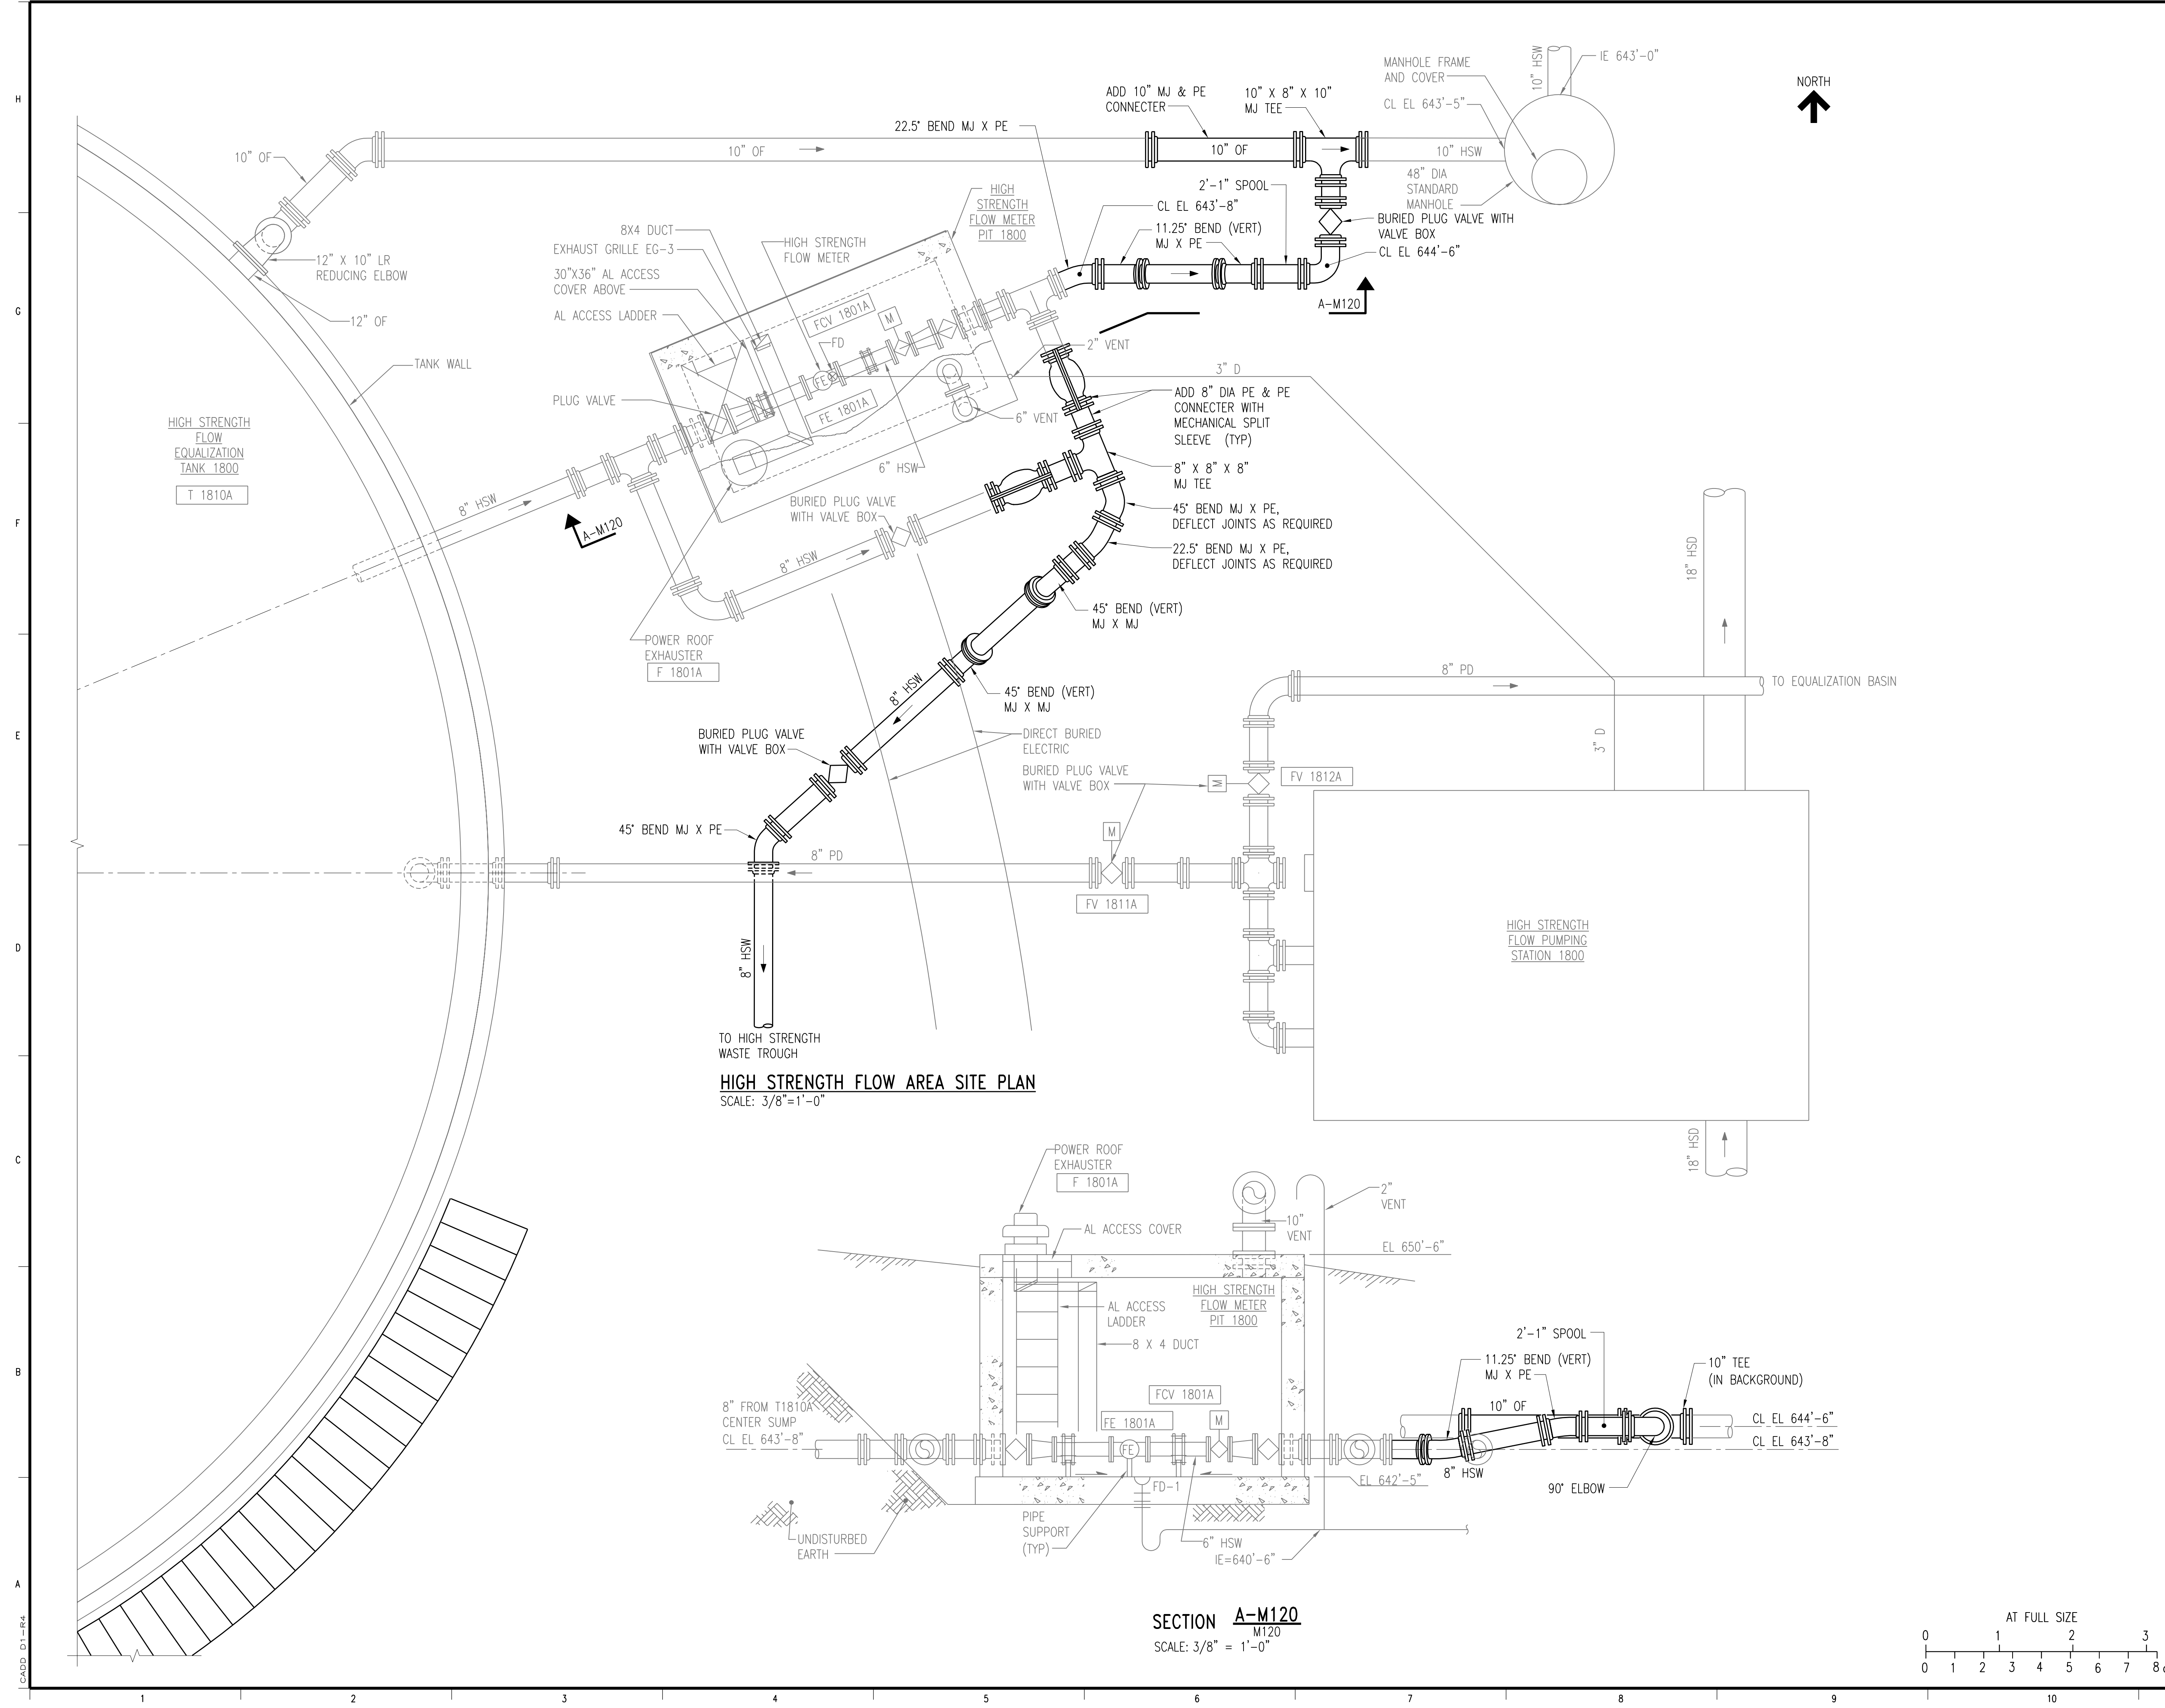 H
G
F
E
D
C
B
A
CADD D1-R4
10" HSW
IE 643'-0"
MANHOLE FRAME
AND COVER
CL EL 643'-5"
NORTH
ADD 10" MJ & PE
CONNECTER
10" X 8" X 10"
MJ TEE
22.5° BEND MJ X PE
10" OF
10" OF
10" OF
10" HSW
48" DIA
STANDARD
MANHOLE
HIGH
STRENGTH
FLOW METER
PIT 1800
2'-1" SPOOL
CL EL 643'-8"
11.25° BEND (VERT)
MJ X PE
BURIED PLUG VALVE WITH
VALVE BOX
CL EL 644'-6"
A-M120
8X4 DUCT
EXHAUST GRILLE EG-3
30"X36" AL ACCESS
COVER ABOVE
AL ACCESS LADDER
HIGH STRENGTH
FLOW METER
12" X 10" LR
REDUCING ELBOW
12" OF
TANK WALL
PLUG VALVE
FCV 1801A
M
FD
FE
FE 1801A
2" VENT
6" VENT
3" D
6" HSW
ADD 8" DIA PE & PE
CONNECTER WITH
MECHANICAL SPLIT
SLEEVE (TYP)
8" X 8" X 8"
MJ TEE
45° BEND MJ X PE,
DEFLECT JOINTS AS REQUIRED
22.5° BEND MJ X PE,
DEFLECT JOINTS AS REQUIRED
HIGH STRENGTH
FLOW
EQUALIZATION
TANK 1800
T 1810A
8" HSW
A-M120
BURIED PLUG VALVE
WITH VALVE BOX
8" HSW
45° BEND (VERT)
MJ X MJ
POWER ROOF
EXHAUSTER
F 1801A
45° BEND (VERT)
MJ X MJ
8" HSW
BURIED PLUG VALVE
WITH VALVE BOX
DIRECT BURIED
ELECTRIC
BURIED PLUG VALVE
WITH VALVE BOX
18" HSD
8" PD
TO EQUALIZATION BASIN
3" D
M
FV 1812A
45° BEND MJ X PE
8" PD
M
FV 1811A
8" HSW
HIGH STRENGTH
FLOW PUMPING
STATION 1800
TO HIGH STRENGTH
WASTE TROUGH
HIGH STRENGTH FLOW AREA SITE PLAN
SCALE: 3/8"=1'-0"
18" HSD
POWER ROOF
EXHAUSTER
F 1801A
AL ACCESS COVER
10"
VENT
2"
VENT
EL 650'-6"
HIGH STRENGTH
FLOW METER
PIT 1800
AL ACCESS
LADDER
8 X 4 DUCT
FCV 1801A
FE 1801A
M
FE
8" FROM T1810A
CENTER SUMP
CL EL 643'-8"
2'-1" SPOOL
11.25° BEND (VERT)
MJ X PE
10" OF
10" TEE
(IN BACKGROUND)
CL EL 644'-6"
CL EL 643'-8"
8" HSW
90° ELBOW
EL 642'-5"
FD-1
PIPE
SUPPORT
(TYP)
6" HSW
IE=640'-6"
UNDISTURBED
EARTH
SECTION A-M120
M120
SCALE: 3/8" = 1'-0"
AT FULL SIZE
0 1 2 3
0 1 2 3 4 5 6 7 8
1 2 3 4 5 6 7 8 9 10